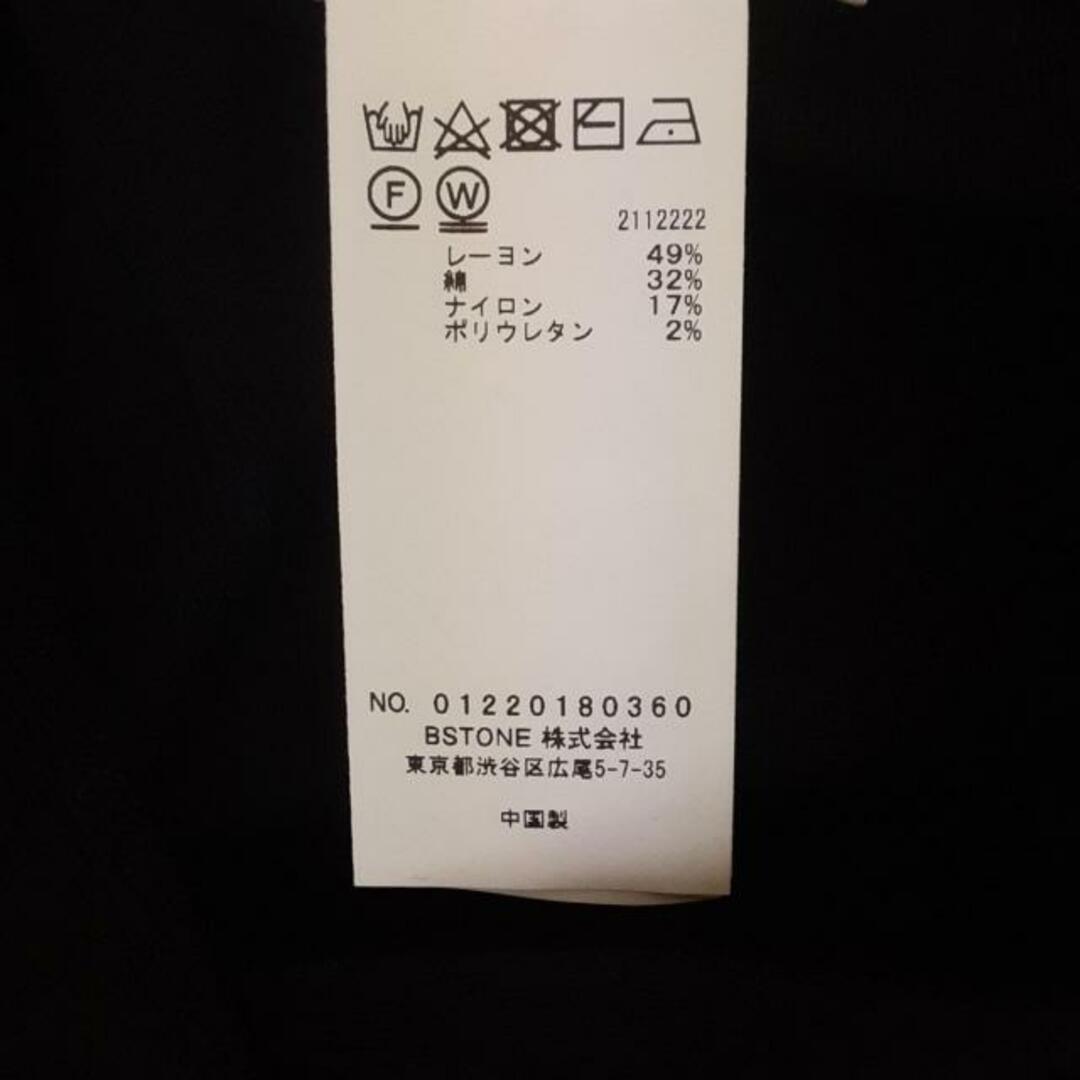 F W 2112222
レーヨン 49%
綿 32%
ナイロン 17%
ポリウレタン 2%
NO. 01220180360
BSTONE 株式会社
東京都渋谷区広尾5-7-35
中国製